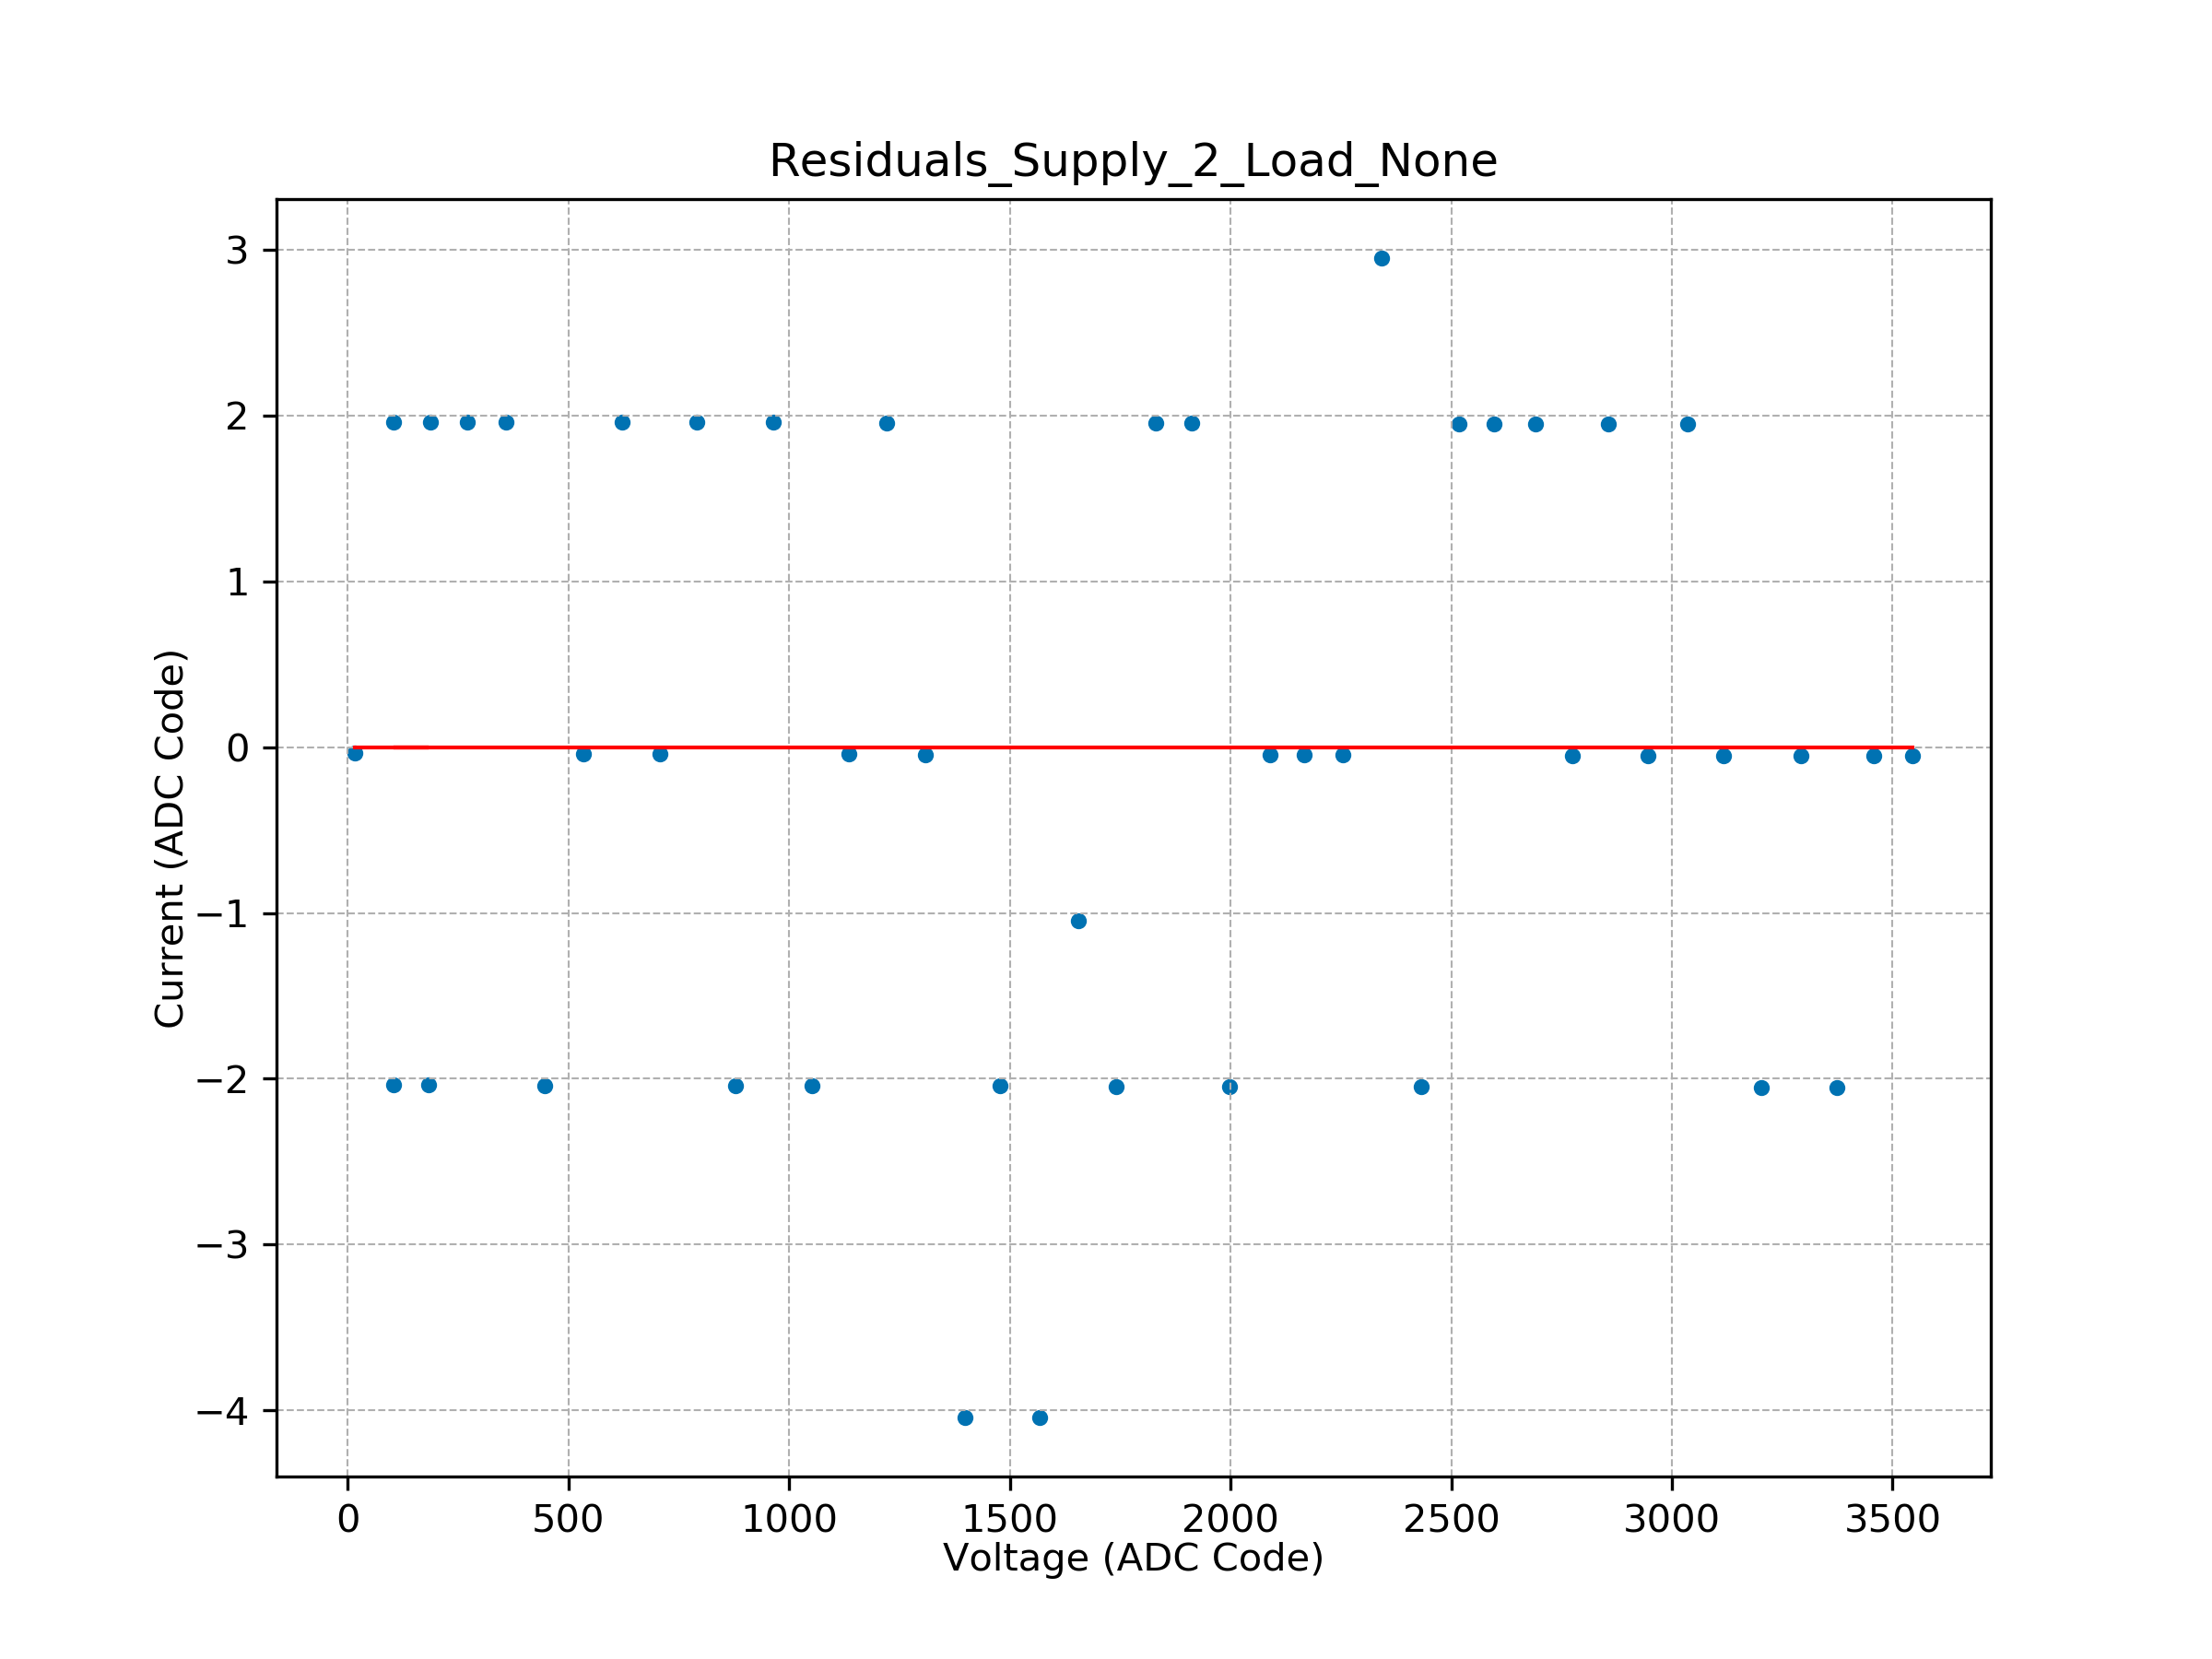 Residuals_Supply_2_Load_None
3
2
1
0
−1
−2
−3
−4
Current (ADC Code)
0 500 1000 1500 2000 2500 3000 3500
Voltage (ADC Code)